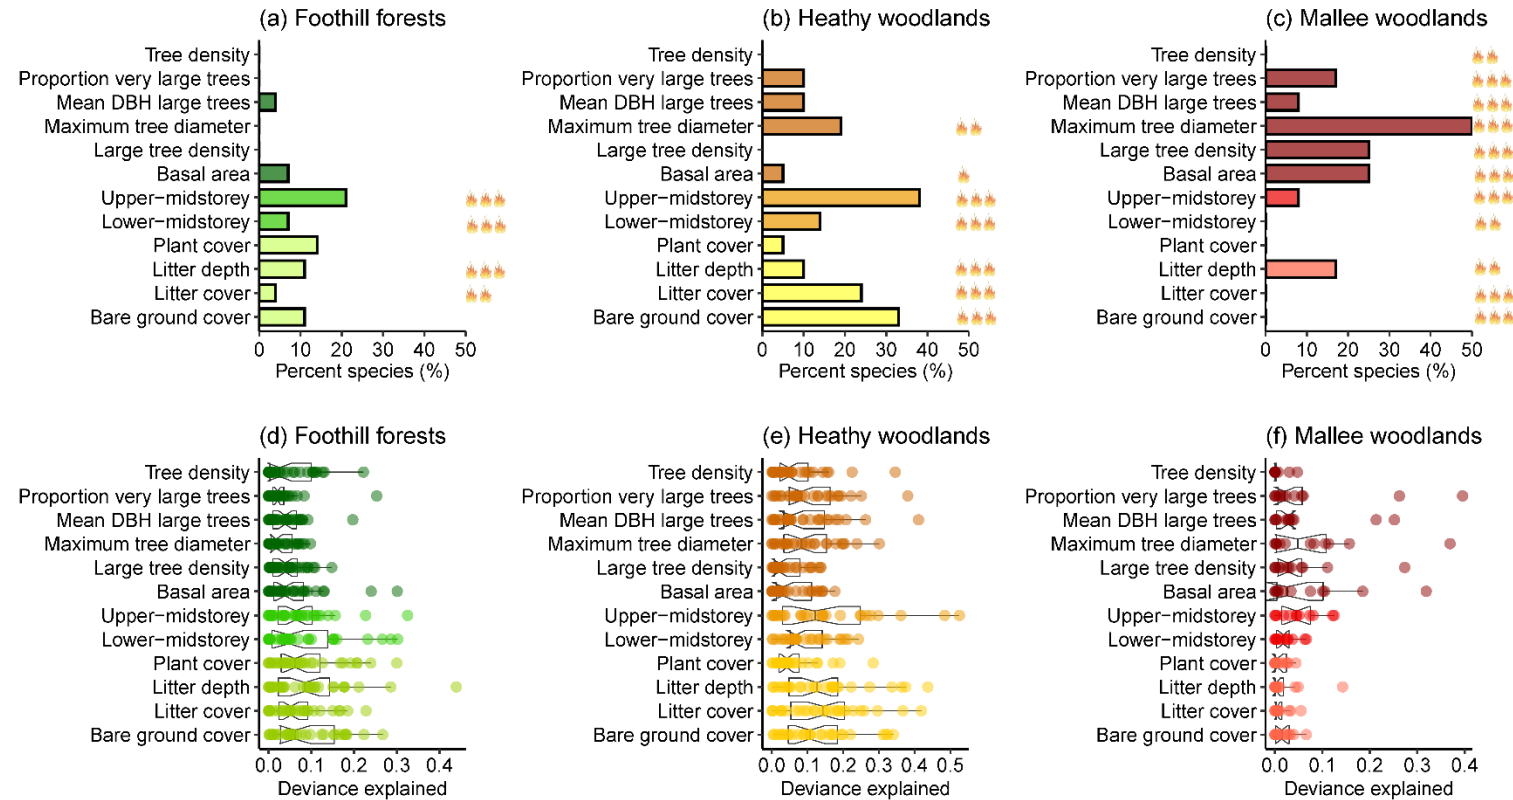 (a) Foothill forests
Tree density
Proportion very large trees
Mean DBH large trees
Maximum tree diameter
Large tree density
Basal area
Upper−midstorey
Lower−midstorey
Plant cover
Litter depth
Litter cover
Bare ground cover
0 10 20 30 40 50
Percent species (%)
(b) Heathy woodlands
Tree density
Proportion very large trees
Mean DBH large trees
Maximum tree diameter
Large tree density
Basal area
Upper−midstorey
Lower−midstorey
Plant cover
Litter depth
Litter cover
Bare ground cover
0 10 20 30 40 50
Percent species (%)
(c) Mallee woodlands
Tree density
Proportion very large trees
Mean DBH large trees
Maximum tree diameter
Large tree density
Basal area
Upper−midstorey
Lower−midstorey
Plant cover
Litter depth
Litter cover
Bare ground cover
0 10 20 30 40 50
Percent species (%)
(d) Foothill forests
Tree density
Proportion very large trees
Mean DBH large trees
Maximum tree diameter
Large tree density
Basal area
Upper−midstorey
Lower−midstorey
Plant cover
Litter depth
Litter cover
Bare ground cover
0.0 0.1 0.2 0.3 0.4
Deviance explained
(e) Heathy woodlands
Tree density
Proportion very large trees
Mean DBH large trees
Maximum tree diameter
Large tree density
Basal area
Upper−midstorey
Lower−midstorey
Plant cover
Litter depth
Litter cover
Bare ground cover
0.0 0.1 0.2 0.3 0.4 0.5
Deviance explained
(f) Mallee woodlands
Tree density
Proportion very large trees
Mean DBH large trees
Maximum tree diameter
Large tree density
Basal area
Upper−midstorey
Lower−midstorey
Plant cover
Litter depth
Litter cover
Bare ground cover
0.0 0.1 0.2 0.3 0.4
Deviance explained